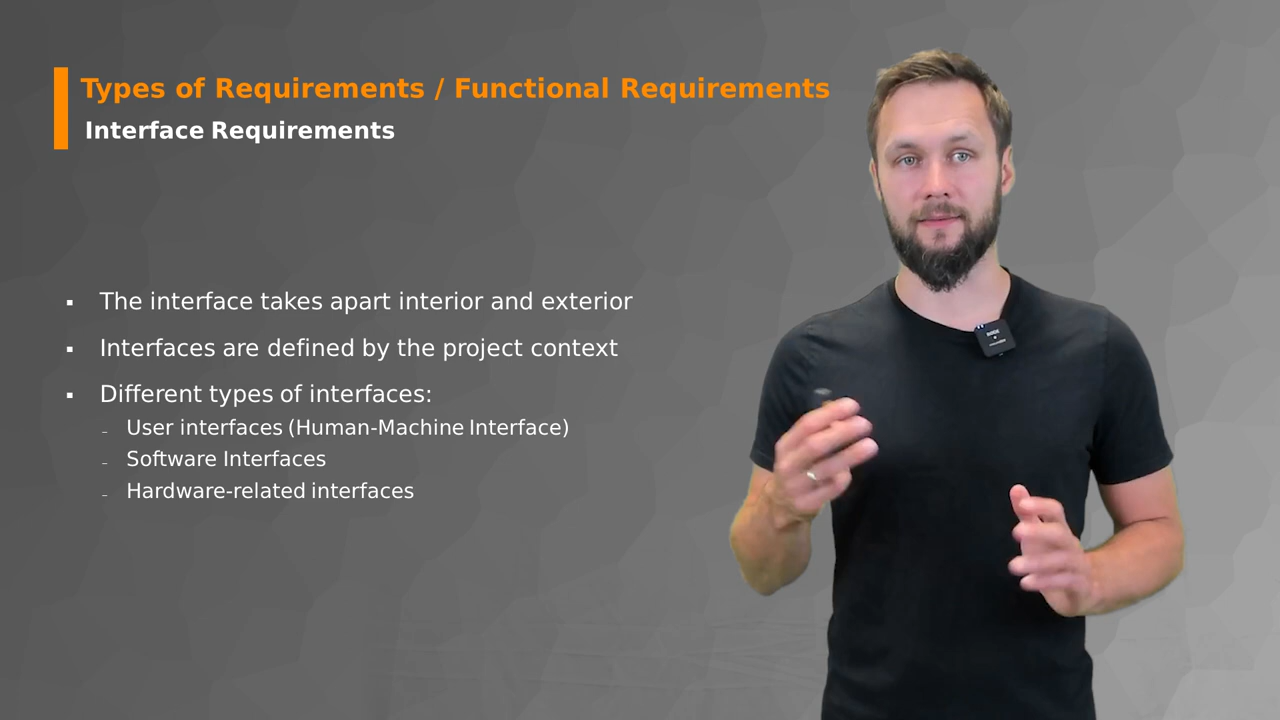 Types of Requirements / Functional Requirements
Interface Requirements
▪ The interface takes apart interior and exterior
▪ Interfaces are defined by the project context
▪ Different types of interfaces:
– User interfaces (Human-Machine Interface)
– Software Interfaces
– Hardware-related interfaces